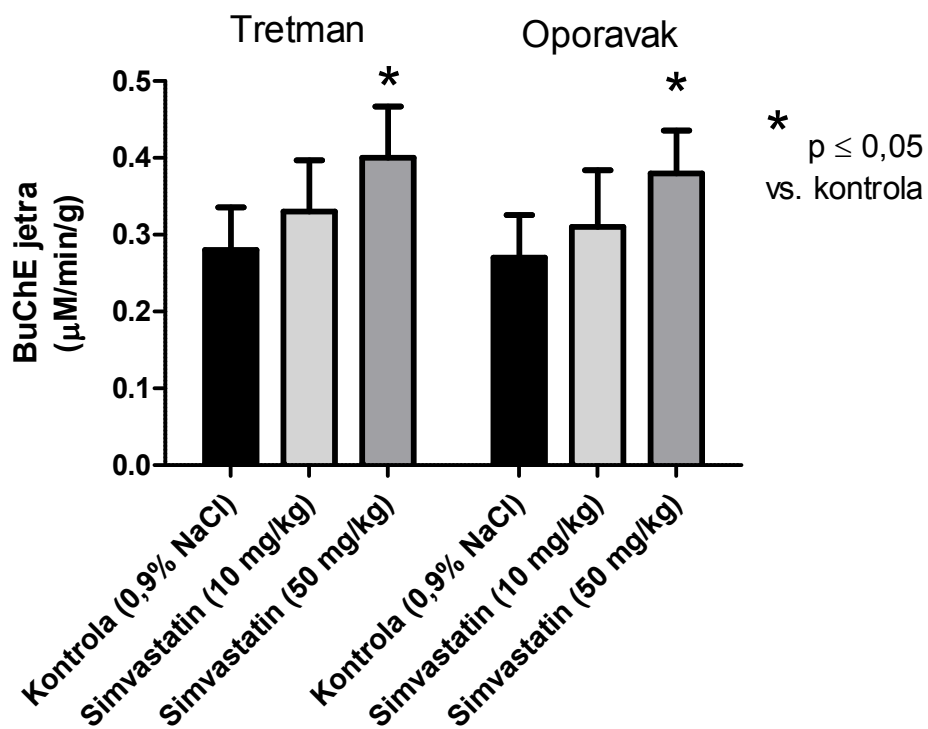 Tretman
Oporavak
BuChE jetra
(μM/min/g)
0.5
0.4
0.3
0.2
0.1
0.0
*
*
*
p ≤ 0,05
vs. kontrola
Kontrola (0,9% NaCl)
Simvastatin (10 mg/kg)
Simvastatin (50 mg/kg)
Kontrola (0,9% NaCl)
Simvastatin (10 mg/kg)
Simvastatin (50 mg/kg)